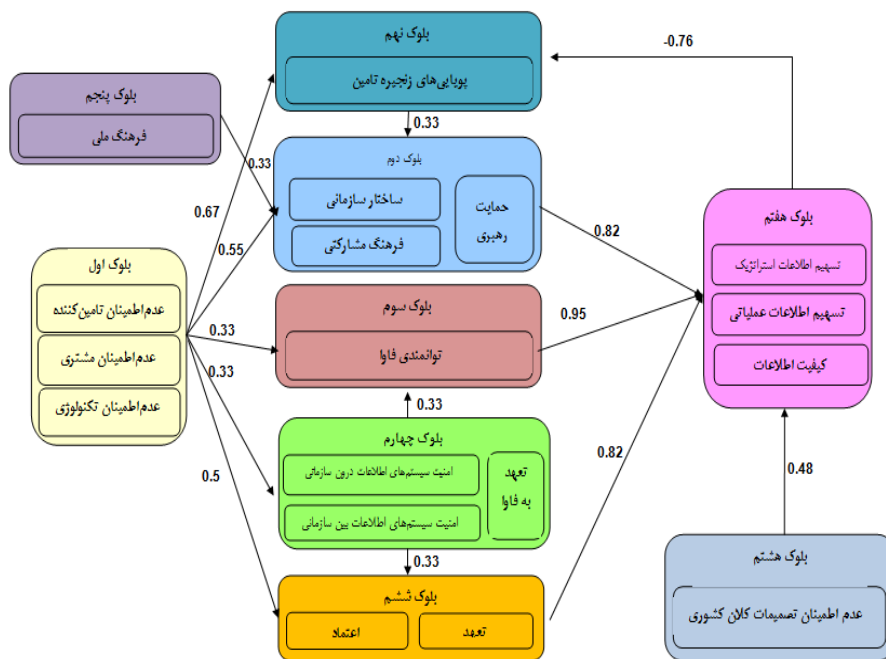 بلوک نهم
پویایی‌های زنجیره تامین
-0.76
بلوک پنجم
فرهنگ ملی
0.33
0.33
0.67
0.55
بلوک دوم
ساختار سازمانی
فرهنگ مشارکتی
حمایت
رهبری
0.82
بلوک هفتم
تسهیم اطلاعات استراتژیک
تسهیم اطلاعات عملیاتی
کیفیت اطلاعات
بلوک اول
عدم‌اطمینان تامین‌کننده
عدم‌اطمینان مشتری
عدم‌اطمینان تکنولوژی
0.33
0.33
0.5
بلوک سوم
توانمندی فاوا
0.95
0.33
بلوک چهارم
امنیت سیستم‌های اطلاعات درون سازمانی
امنیت سیستم‌های اطلاعات بین سازمانی
تعهد
به فاوا
0.82
0.48
0.33
بلوک ششم
تعهد
اعتماد
بلوک هشتم
عدم اطمینان تصمیمات کلان کشوری